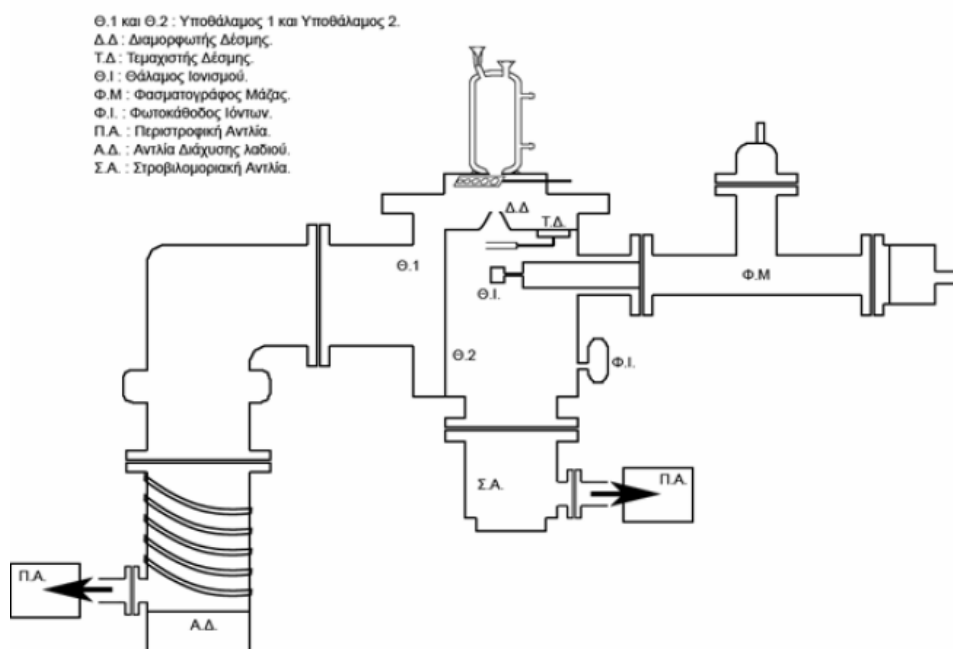 Θ.1 και Θ.2 : Υποθάλαμος 1 και Υποθάλαμος 2.
Δ.Δ : Διαμορφωτής Δέσμης.
Τ.Δ : Τεμαχιστής Δέσμης.
Θ.Ι : Θάλαμος Ιονισμού.
Φ.Μ : Φασματογράφος Μάζας.
Φ.Ι. : Φωτοκάθοδος Ιόντων.
Π.Α. : Περιστροφική Αντλία.
Α.Δ. : Αντλία Διάχυσης λαδιού.
Σ.Α. : Στροβιλομοριακή Αντλία.
Δ.Δ
Τ.Δ.
Θ.1
Θ.Ι.
Φ.Μ
Θ.2
Φ.Ι.
Σ.Α.
Π.Α.
Π.Α.
Α.Δ.